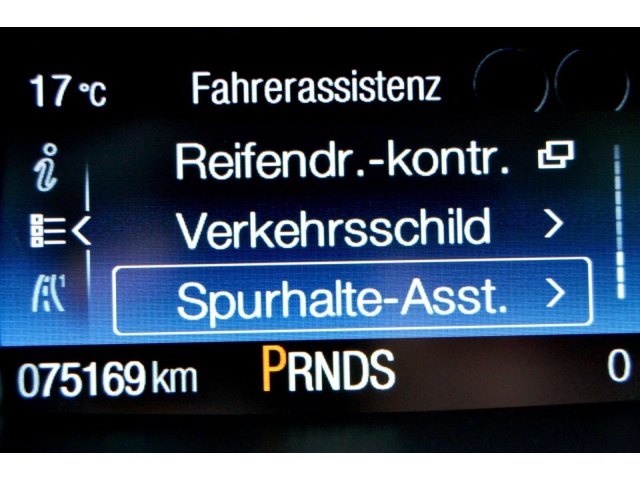 17 °C Fahrerassistenz
Reifendr.-kontr.
Verkehrsschild
Spurhalte-Asst.
075169 km PRNDS 0